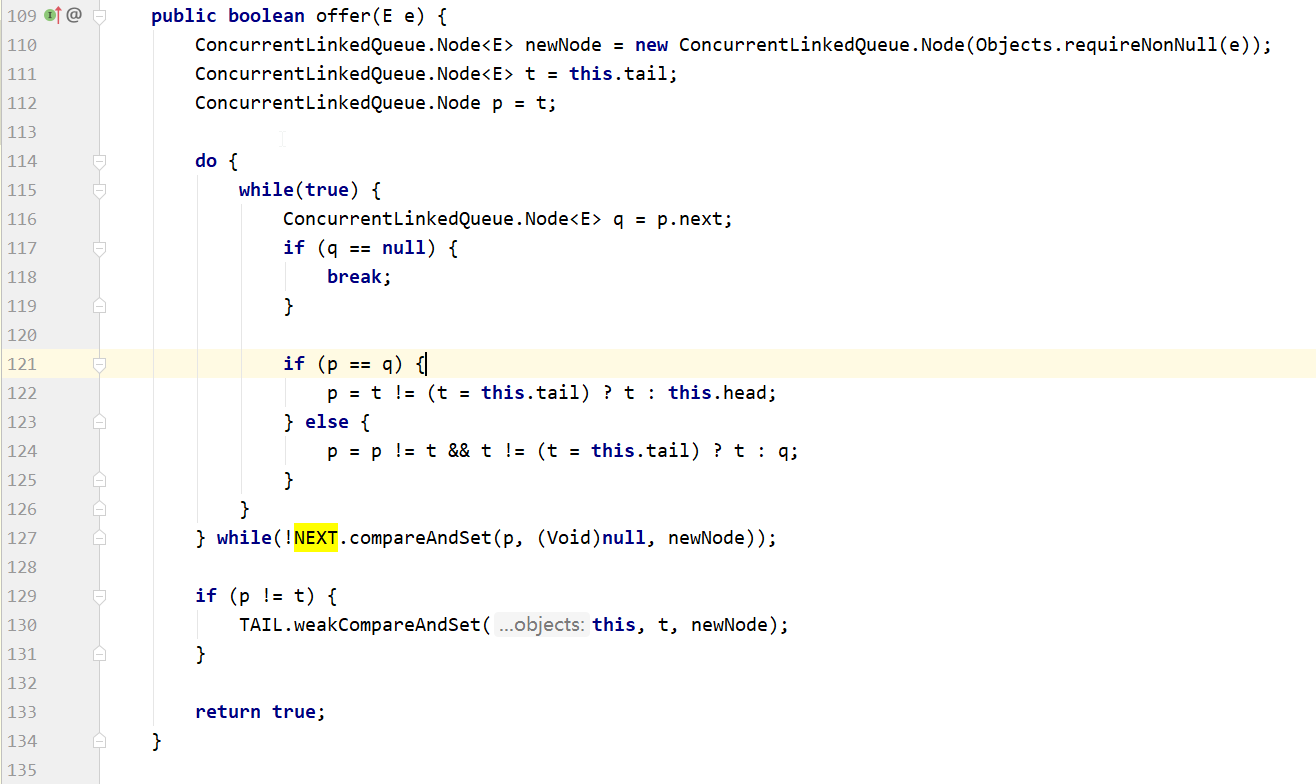 109 @ public boolean offer(E e) {
110 ConcurrentLinkedQueue.Node<E> newNode = new ConcurrentLinkedQueue.Node(Objects.requireNonNull(e));
111 ConcurrentLinkedQueue.Node<E> t = this.tail;
112 ConcurrentLinkedQueue.Node p = t;
113
114 do {
115 while(true) {
116 ConcurrentLinkedQueue.Node<E> q = p.next;
117 if (q == null) {
118 break;
119 }
120
121 if (p == q) {
122 p = t != (t = this.tail) ? t : this.head;
123 } else {
124 p = p != t && t != (t = this.tail) ? t : q;
125 }
126 }
127 } while(!NEXT.compareAndSet(p, (Void)null, newNode));
128
129 if (p != t) {
130 TAIL.weakCompareAndSet( ...objects: this, t, newNode);
131 }
132
133 return true;
134 }
135